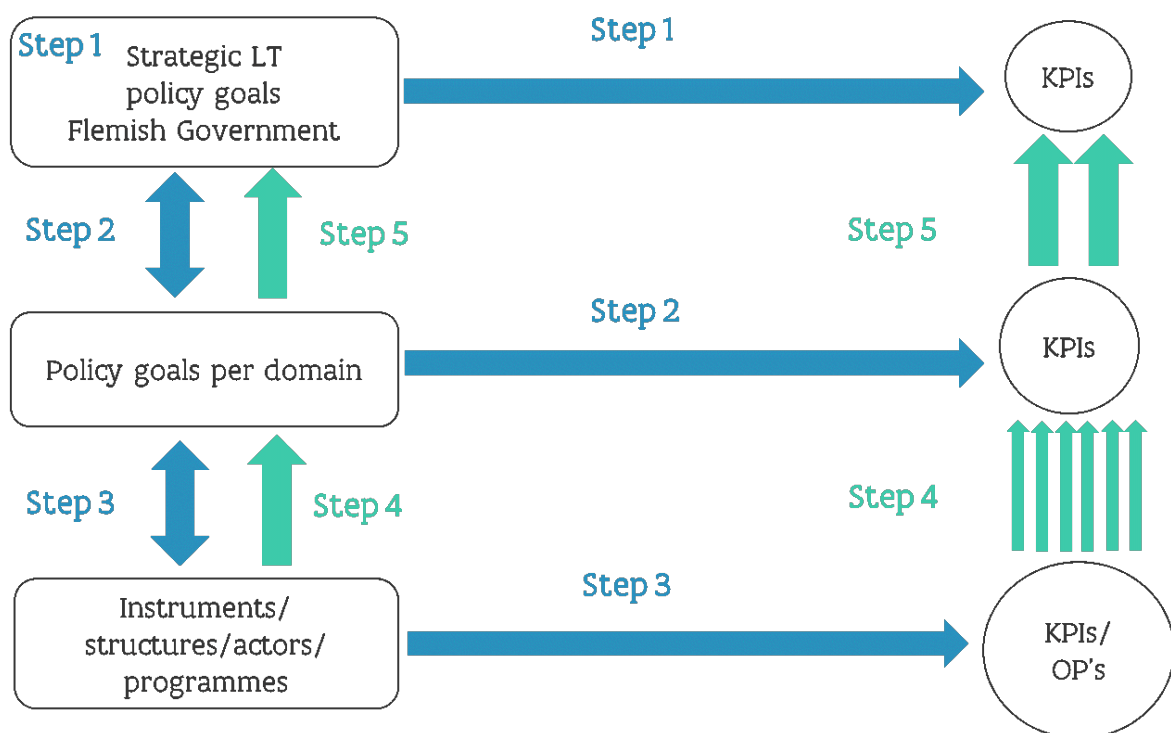 Step 1
Strategic LT
policy goals
Flemish Government
Step 1
KPIs
Step 2
Step 5
Step 5
Policy goals per domain
Step 2
KPIs
Step 3
Step 4
Step 4
Instruments/
structures/actors/
programmes
Step 3
KPIs/
OP's